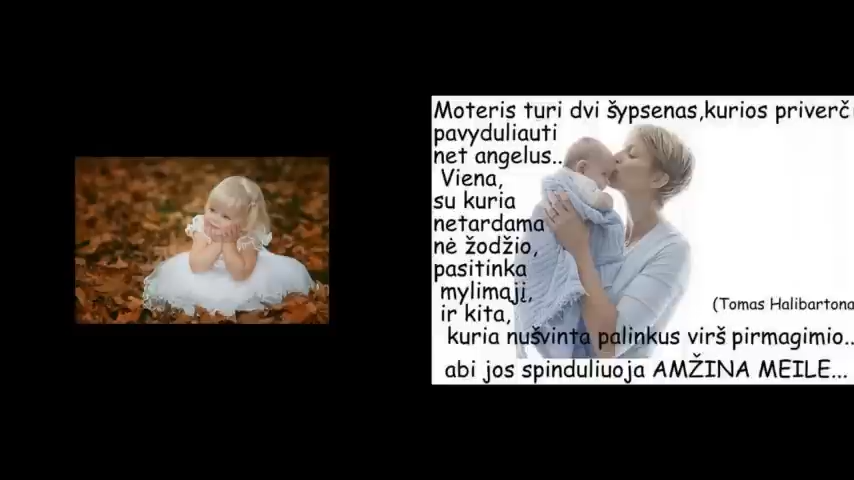 Moteris turi dvi šypsenas,kurios priverč
pavyduliauti
net angelus..
Viena,
su kuria
netardama
nė žodžio,
pasitinka
mylimąjį,
ir kita,
(Tomas Halibartona
kuria nušvinta palinkus virš pirmagimio..
abi jos spinduliuoja AMŽINA MEILE...